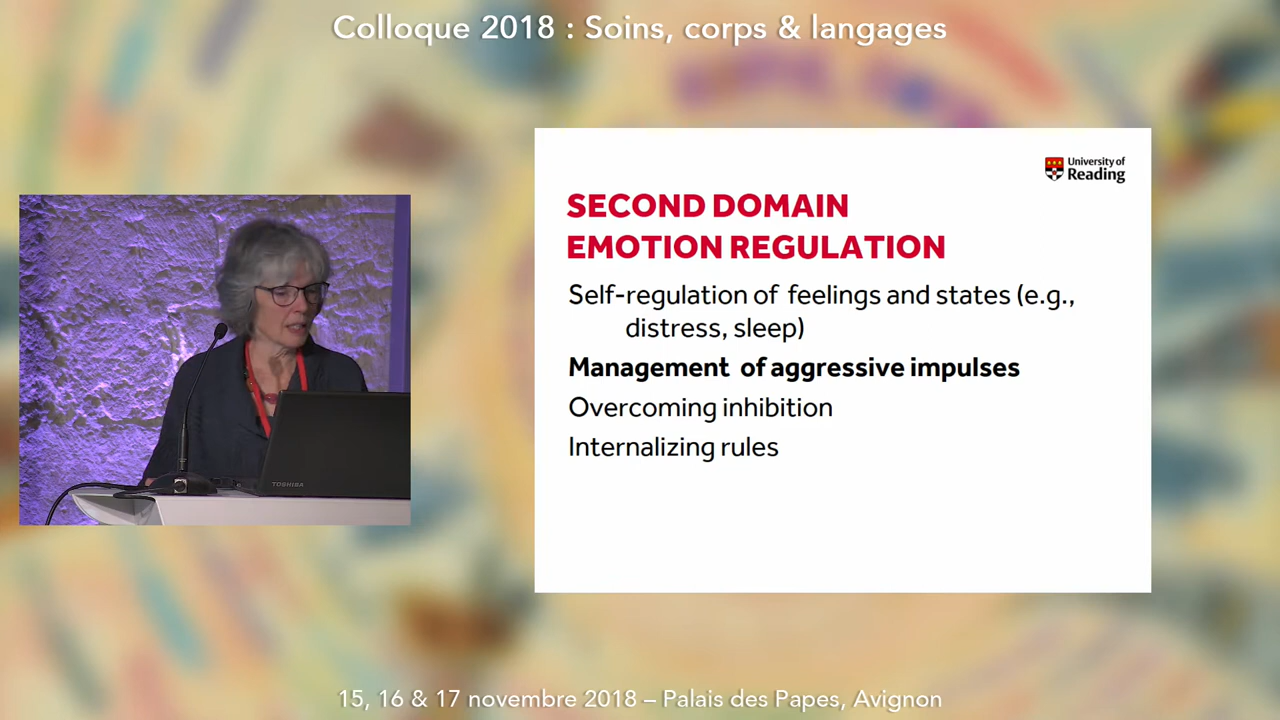 Colloque 2018 : Soins, corps & langages
University of
Reading
SECOND DOMAIN
EMOTION REGULATION
Self-regulation of feelings and states (e.g.,
distress, sleep)
Management of aggressive impulses
Overcoming inhibition
Internalizing rules
TOSHIBA
15, 16 & 17 novembre 2018 – Palais des Papes, Avignon